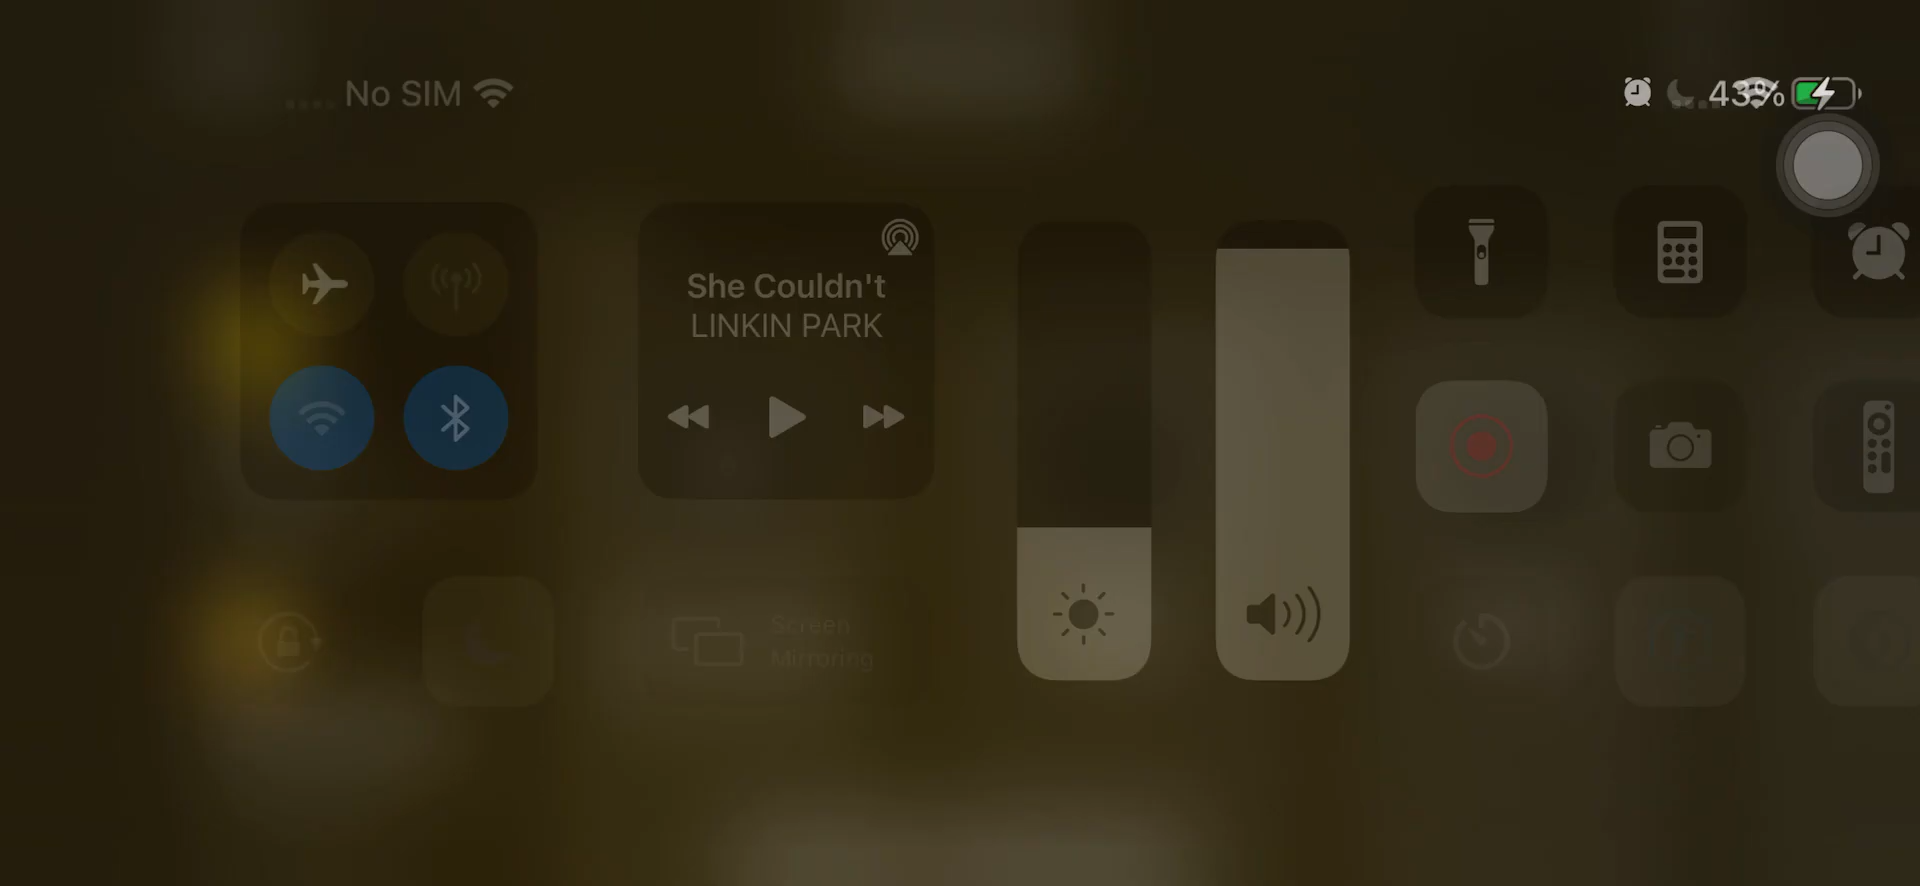 No SIM
43%
She Couldn't
LINKIN PARK
Screen
Mirroring